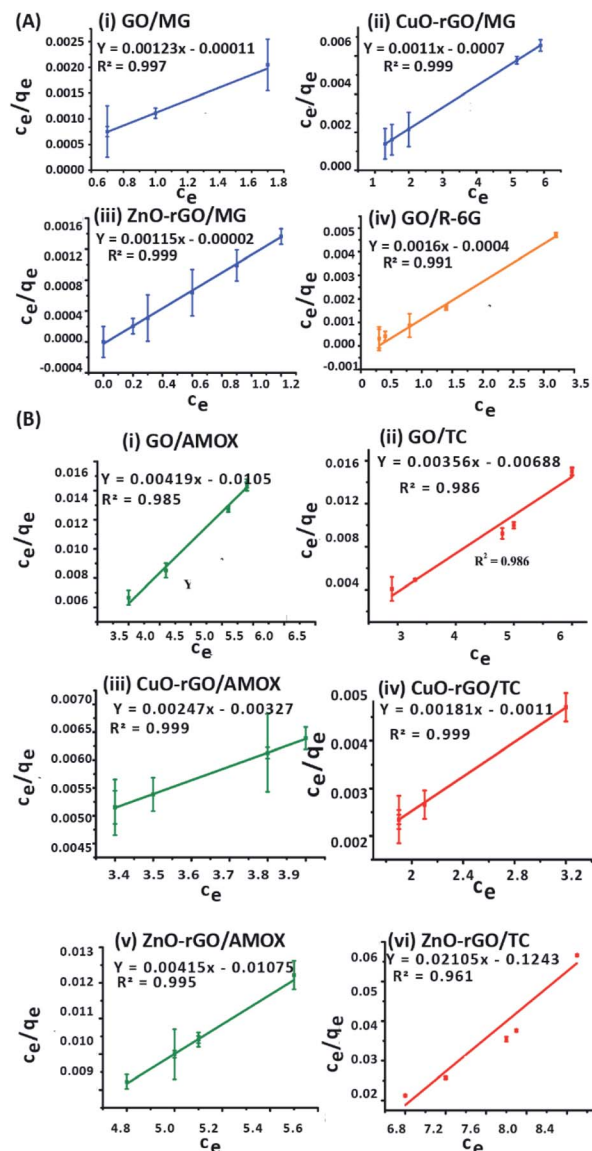 (A)
(i) GO/MG
Y = 0.00123x - 0.00011
R² = 0.997
cₑ/qₑ
0.0025
0.0020
0.0015
0.0010
0.0005
0.0000
0.6 0.8 1.0 1.2 1.4 1.6 1.8
cₑ
(ii) CuO-rGO/MG
Y = 0.0011x - 0.0007
R² = 0.999
0.006
0.004
0.002
0.000
1 2 3 4 5 6
cₑ
(iii) ZnO-rGO/MG
Y = 0.00115x - 0.00002
R² = 0.999
cₑ/qₑ
0.0016
0.0012
0.0008
0.0004
0.0000
-0.0004
0.0 0.2 0.4 0.6 0.8 1.0 1.2
cₑ
(iv) GO/R-6G
Y = 0.0016x - 0.0004
R² = 0.991
0.005
0.004
0.003
0.002
0.001
0.000
-0.001
0.0 0.5 1.0 1.5 2.0 2.5 3.0 3.5
cₑ
(B)
(i) GO/AMOX
Y = 0.00419x - 0.0105
R² = 0.985
Y
cₑ/qₑ
0.016
0.014
0.012
0.010
0.008
0.006
3.5 4.0 4.5 5.0 5.5 6.0 6.5
cₑ
(ii) GO/TC
Y = 0.00356x - 0.00688
R² = 0.986
R² = 0.986
cₑ/qₑ
0.016
0.012
0.008
0.004
3 4 5 6
cₑ
(iii) CuO-rGO/AMOX
Y = 0.00247x - 0.00327
R² = 0.999
cₑ/qₑ
0.0070
0.0065
0.0060
0.0055
0.0050
0.0045
3.4 3.5 3.6 3.7 3.8 3.9
cₑ
(iv) CuO-rGO/TC
Y = 0.00181x - 0.0011
R² = 0.999
cₑ/qₑ
0.005
0.004
0.003
0.002
2 2.4 2.8 3.2
cₑ
(v) ZnO-rGO/AMOX
Y = 0.00415x - 0.01075
R² = 0.995
cₑ/qₑ
0.013
0.012
0.010
0.009
4.8 5.0 5.2 5.4 5.6
cₑ
(vi) ZnO-rGO/TC
Y = 0.02105x - 0.1243
R² = 0.961
cₑ/qₑ
0.06
0.05
0.03
0.02
6.8 7.2 7.6 8.0 8.4
cₑ